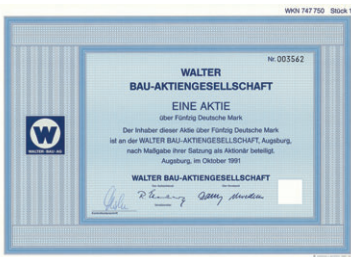 WKN 747 750 Stück 1
Nr. 003562
WALTER
BAU-AKTIENGESELLSCHAFT
EINE AKTIE
über Fünfzig Deutsche Mark
Der Inhaber dieser Aktie über Fünfzig Deutsche Mark
ist an der WALTER BAU-AKTIENGESELLSCHAFT, Augsburg,
nach Maßgabe ihrer Satzung als Aktionär beteiligt.
Augsburg, im Oktober 1991
W
WALTER-BAU-AG
WALTER BAU-AKTIENGESELLSCHAFT